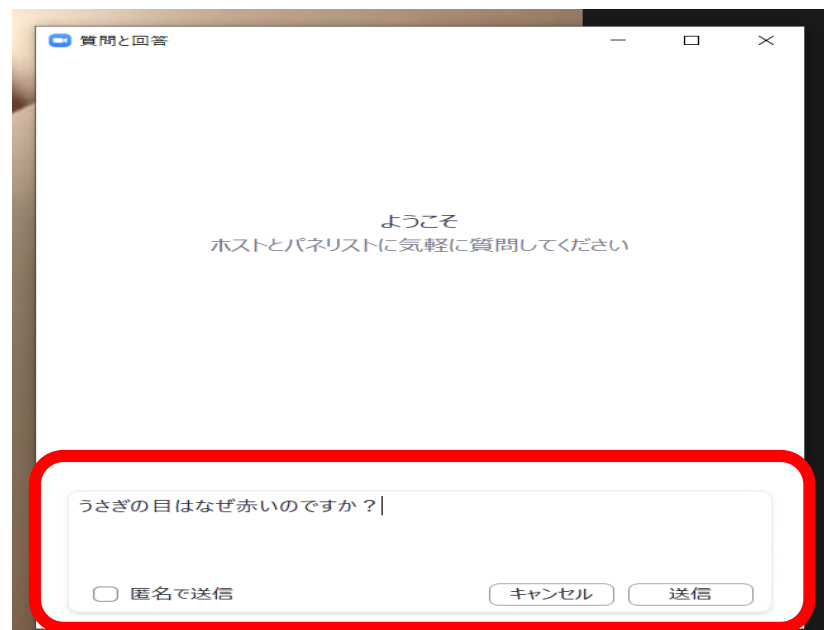 質問と回答
ようこそ
ホストとパネリストに気軽に質問してください
うさぎの目はなぜ赤いのですか？
匿名で送信
キャンセル
送信